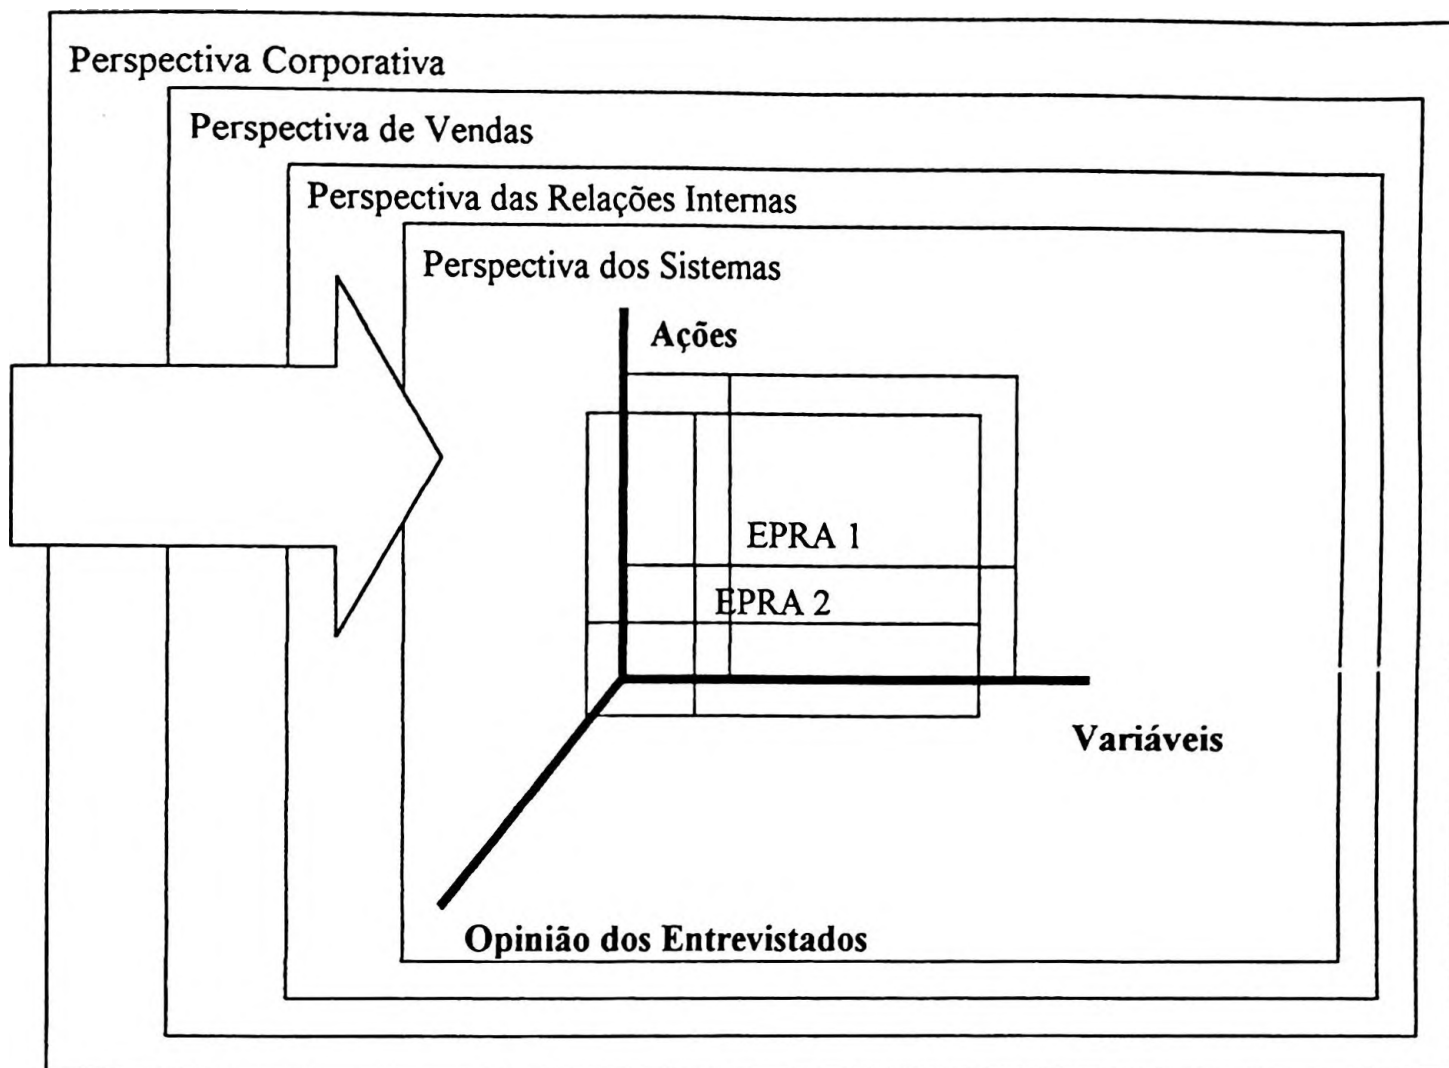 Perspectiva Corporativa
Perspectiva de Vendas
Perspectiva das Relações Internas
Perspectiva dos Sistemas
Ações
EPRA 1
EPRA 2
Variáveis
Opinião dos Entrevistados